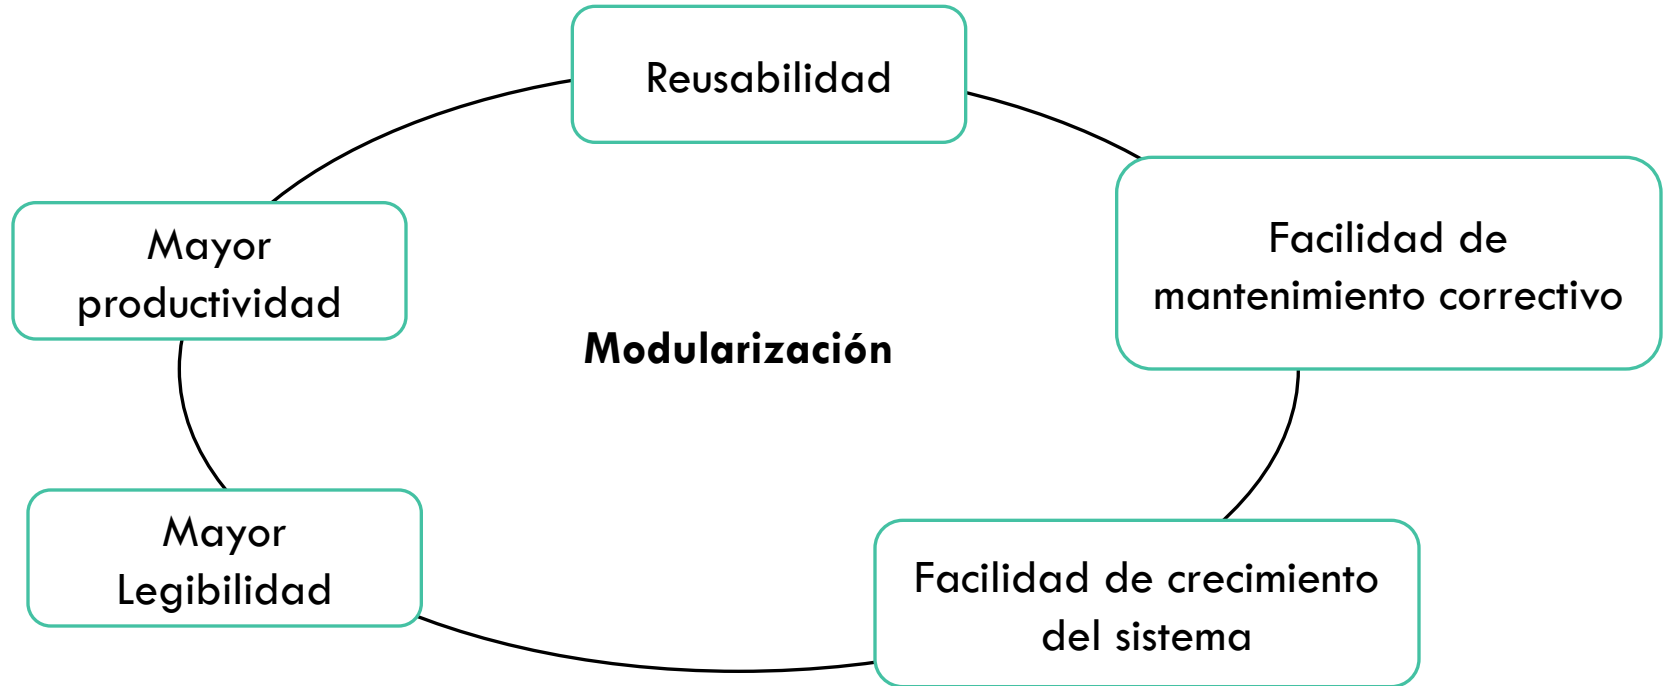 Reusabilidad
Facilidad de
mantenimiento correctivo
Mayor
productividad
Modularización
Mayor
Legibilidad
Facilidad de crecimiento
del sistema